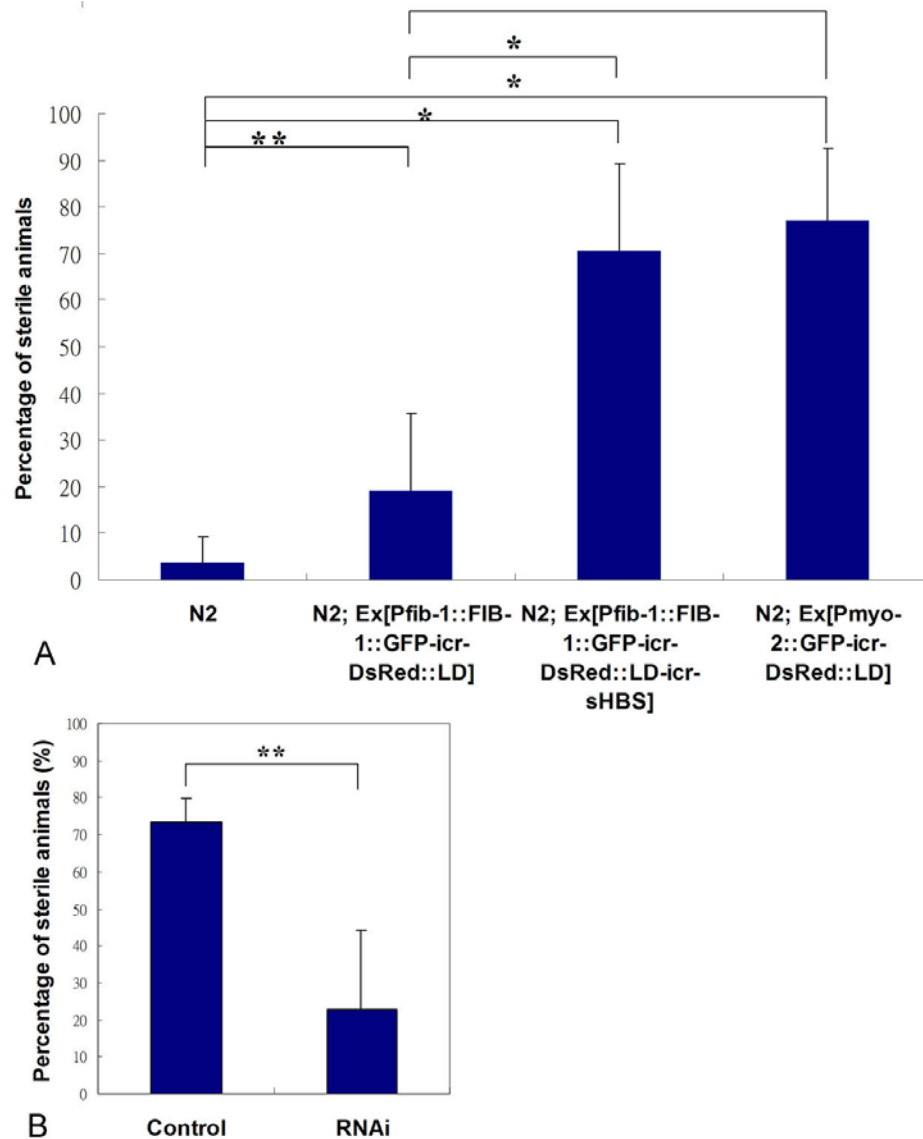 *
*
*
**
100
90
80
70
60
50
40
30
20
10
0
Percentage of sterile animals
N2
N2; Ex[Pfib-1::FIB-
1::GFP-icr-
DsRed::LD]
N2; Ex[Pfib-1::FIB-
1::GFP-icr-
DsRed::LD-icr-
sHBS]
N2; Ex[Pmyo-
2::GFP-icr-
DsRed::LD]
A
Percentage of sterile animals (%)
100
90
80
70
60
50
40
30
20
10
0
**
Control
RNAi
B